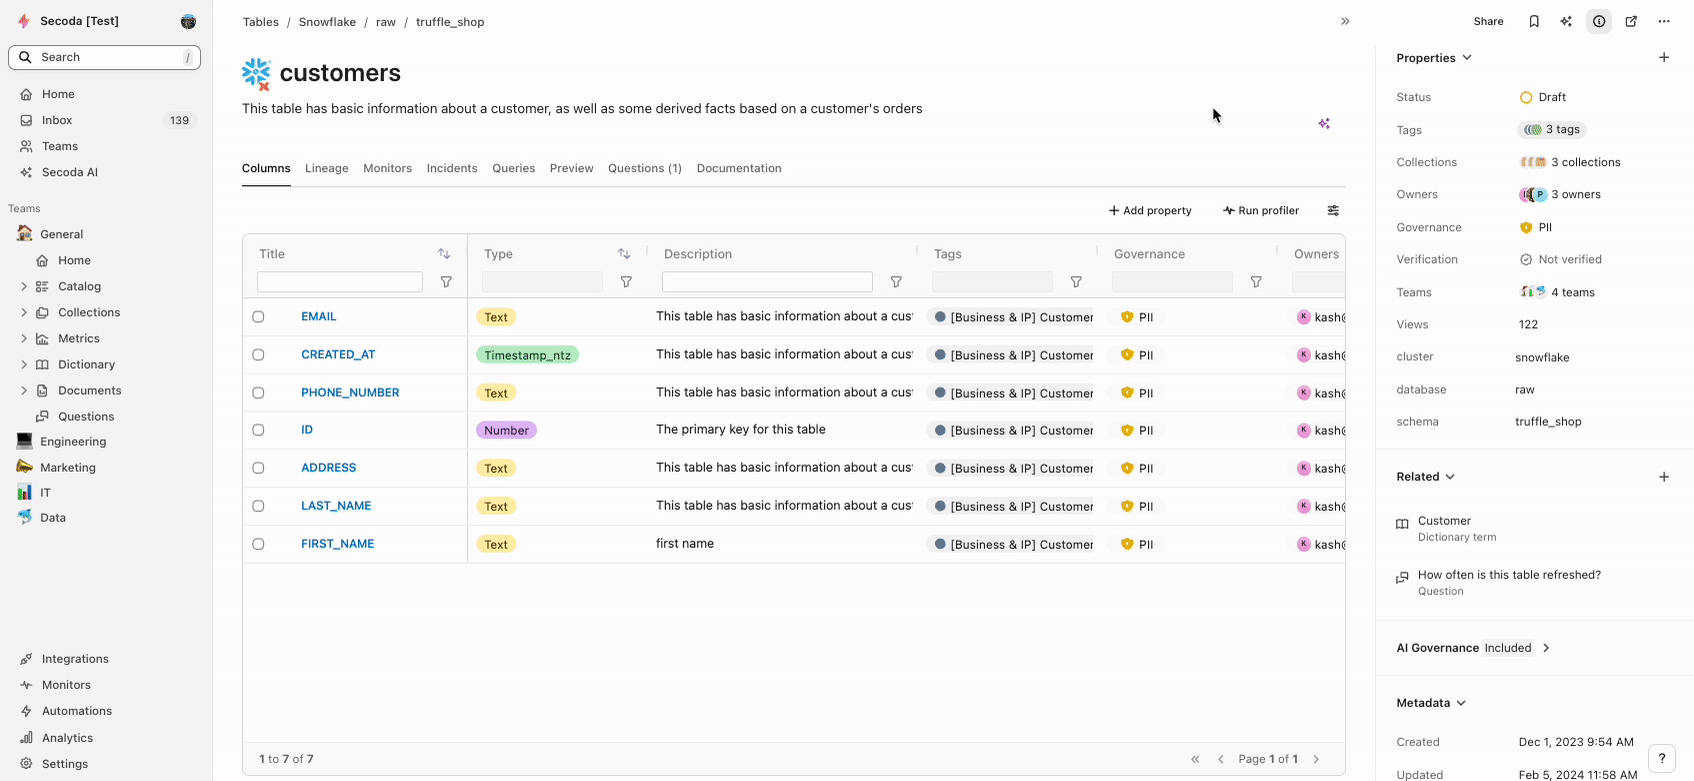 Secoda [Test]
Search /
Home
Inbox 139
Teams
Secoda AI
Teams
General
Home
Catalog
Collections
Metrics
Dictionary
Documents
Questions
Engineering
Marketing
IT
Data
Integrations
Monitors
Automations
Analytics
Settings
Tables / Snowflake / raw / truffle_shop
customers
This table has basic information about a customer, as well as some derived facts based on a customer's orders
Columns Lineage Monitors Incidents Queries Preview Questions (1) Documentation
Add property Run profiler
Title Type Description Tags Governance Owners
Owners
EMAIL Text This table has basic information about a cust [Business & IP] Customer PII K kash@
CREATED_AT Timestamp_ntz This table has basic information about a cust [Business & IP] Customer PII K kash@
PHONE_NUMBER Text This table has basic information about a cust [Business & IP] Customer PII K kash@
ID Number The primary key for this table [Business & IP] Customer PII K kash@
ADDRESS Text This table has basic information about a cust [Business & IP] Customer PII K kash@
LAST_NAME Text This table has basic information about a cust [Business & IP] Customer PII K kash@
FIRST_NAME Text first name [Business & IP] Customer PII K kash@
1 to 7 of 7 Page 1 of 1
Share
Properties
Status Draft
Tags 3 tags
Collections 3 collections
Owners P 3 owners
Governance PII
Verification Not verified
Teams 4 teams
Views 122
cluster snowflake
database raw
schema truffle_shop
Related
Customer
Dictionary term
How often is this table refreshed?
Question
AI Governance Included
Metadata
Created Dec 1, 2023 9:54 AM
Updated Feb 5, 2024 11:58 AM
?